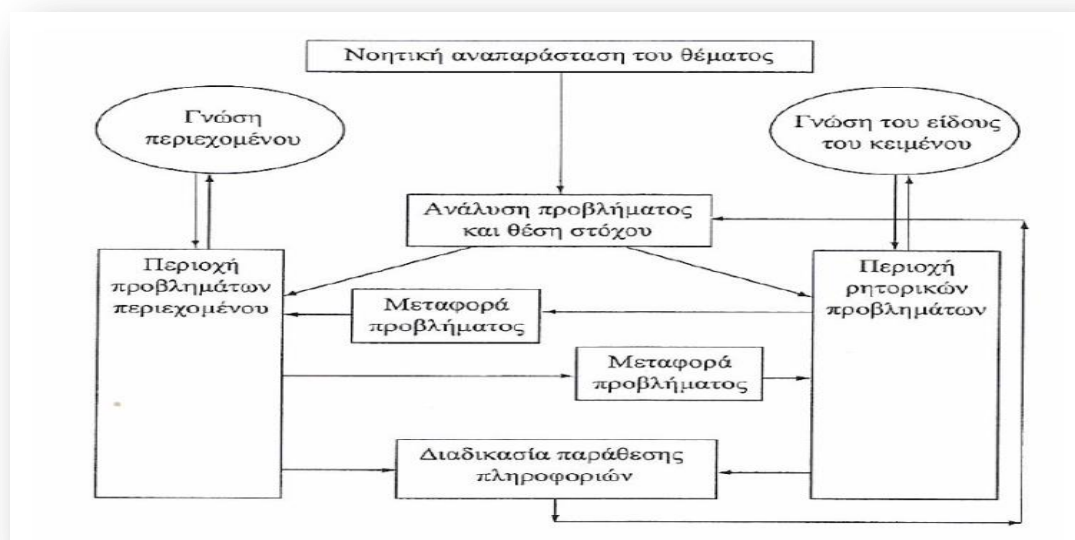 Νοητική αναπαράσταση του θέματος
Γνώση
περιεχομένου
Γνώση του είδους
του κειμένου
Ανάλυση προβλήματος
και θέση στόχου
Περιοχή
προβλημάτων
περιεχομένου
Περιοχή
ρητορικών
προβλημάτων
Μεταφορά
προβλήματος
Μεταφορά
προβλήματος
Διαδικασία παράθεσης
πληροφοριών